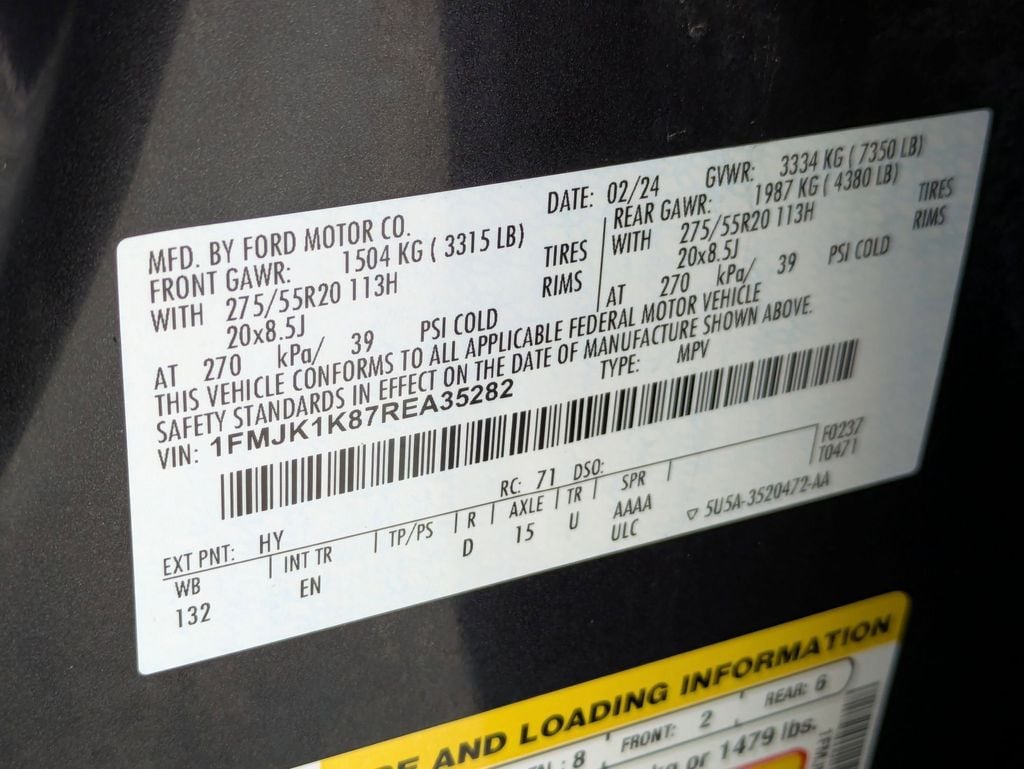 MFD. BY FORD MOTOR CO. DATE: 02/24 GVWR: 3334 KG ( 7350 LB)
FRONT GAWR: 1504 KG ( 3315 LB) REAR GAWR: 1987 KG ( 4380 LB)
WITH 275/55R20 113H TIRES WITH 275/55R20 113H TIRES
20x8.5J RIMS 20x8.5J RIMS
AT 270 kPa/ 39 PSI COLD AT 270 kPa/ 39 PSI COLD
THIS VEHICLE CONFORMS TO ALL APPLICABLE FEDERAL MOTOR VEHICLE
SAFETY STANDARDS IN EFFECT ON THE DATE OF MANUFACTURE SHOWN ABOVE.
VIN: 1FMJK1K87REA35282 TYPE: MPV
F0237
T0471
EXT PNT: HY RC: 71 DSO:
WB INT TR TP/PS R AXLE TR SPR
132 EN D 15 U AAAA
ULC
▽ 5U5A-3520472-AA
AND LOADING INFORMATION
: 8 FRONT: 2 REAR: 6
or 1479 lbs.